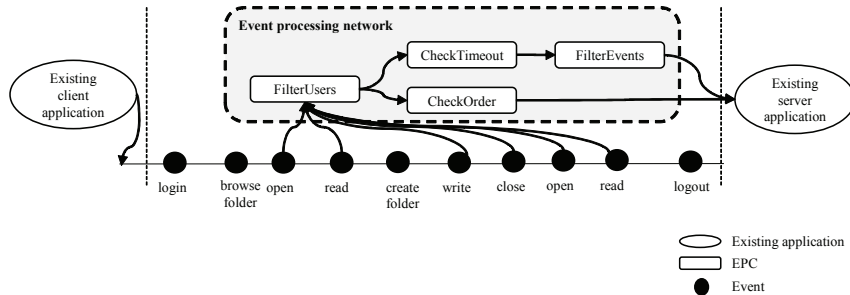 Event processing network
CheckTimeout
FilterEvents
Existing
client
application
FilterUsers
CheckOrder
Existing
server
application
login
browse
folder
open
read
create
folder
write
close
open
read
logout
Existing application
EPC
Event